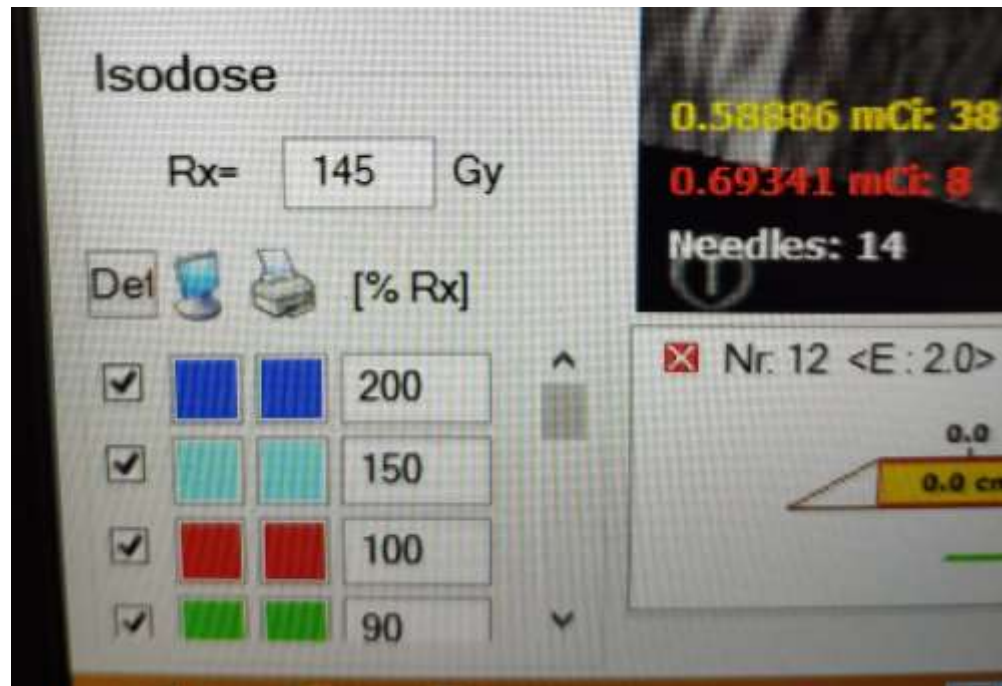 Isodose
Rx= 145 Gy
Def [% Rx]
200
150
100
90
0.58886 mCi: 38
0.69341 mCi: 8
Needles: 14
Nr. 12 <E : 2.0>
0.0
0.0 cm